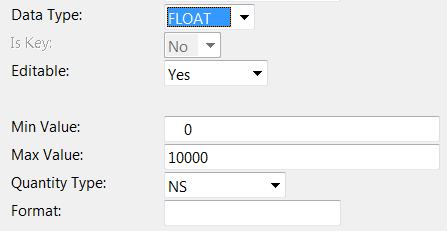 Data Type: FLOAT
Is Key: No
Editable: Yes
Min Value: 0
Max Value: 10000
Quantity Type: NS
Format: